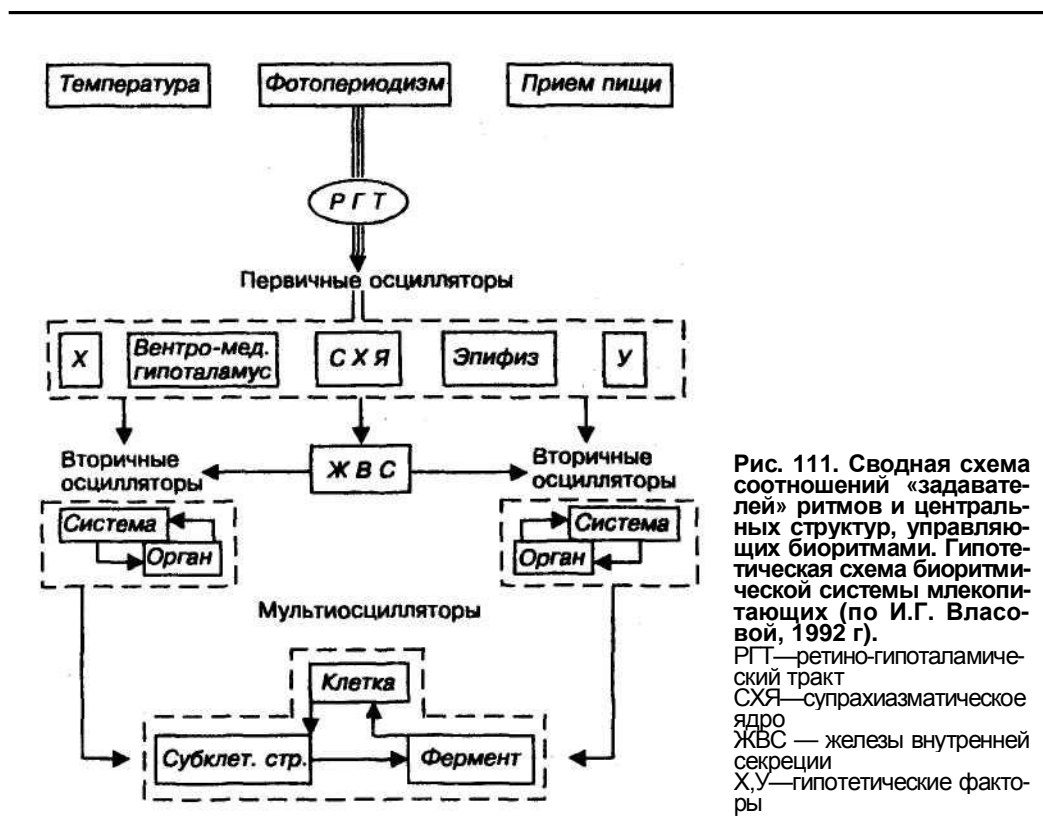 Температура
Фотопериодизм
Прием пищи
Р Г Т
Первичные осцилляторы
Х
Вентро-мед.
гипоталамус
С Х Я
Эпифиз
У
Вторичные
осцилляторы
Ж В С
Вторичные
осцилляторы
Система
Орган
Система
Орган
Мультиосцилляторы
Клетка
Субклет. стр.
Фермент
Рис. 111. Сводная схема
соотношений «задавате-
лей» ритмов и централь-
ных структур, управляю-
щих биоритмами. Гипоте-
тическая схема биоритми-
ческой системы млекопи-
тающих (по И.Г. Власо-
вой, 1992 г).
РГТ—ретино-гипоталамиче-
ский тракт
СХЯ—супрахиазматическое
ядро
ЖВС — железы внутренней
секреции
Х,У—гипотетические факто-
ры